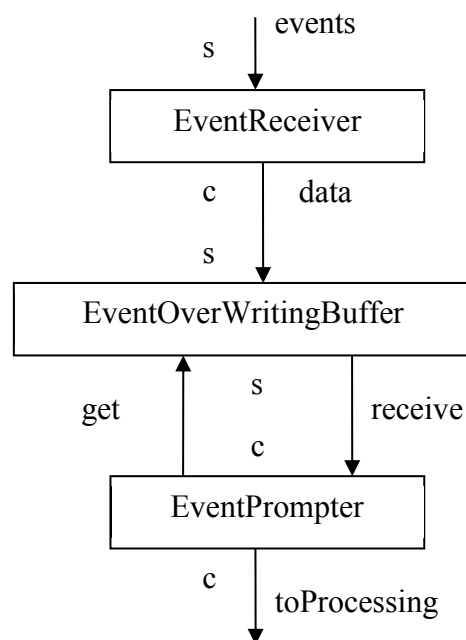 events
s
EventReceiver
c
data
s
EventOverWritingBuffer
s
get
receive
c
EventPrompter
c
toProcessing